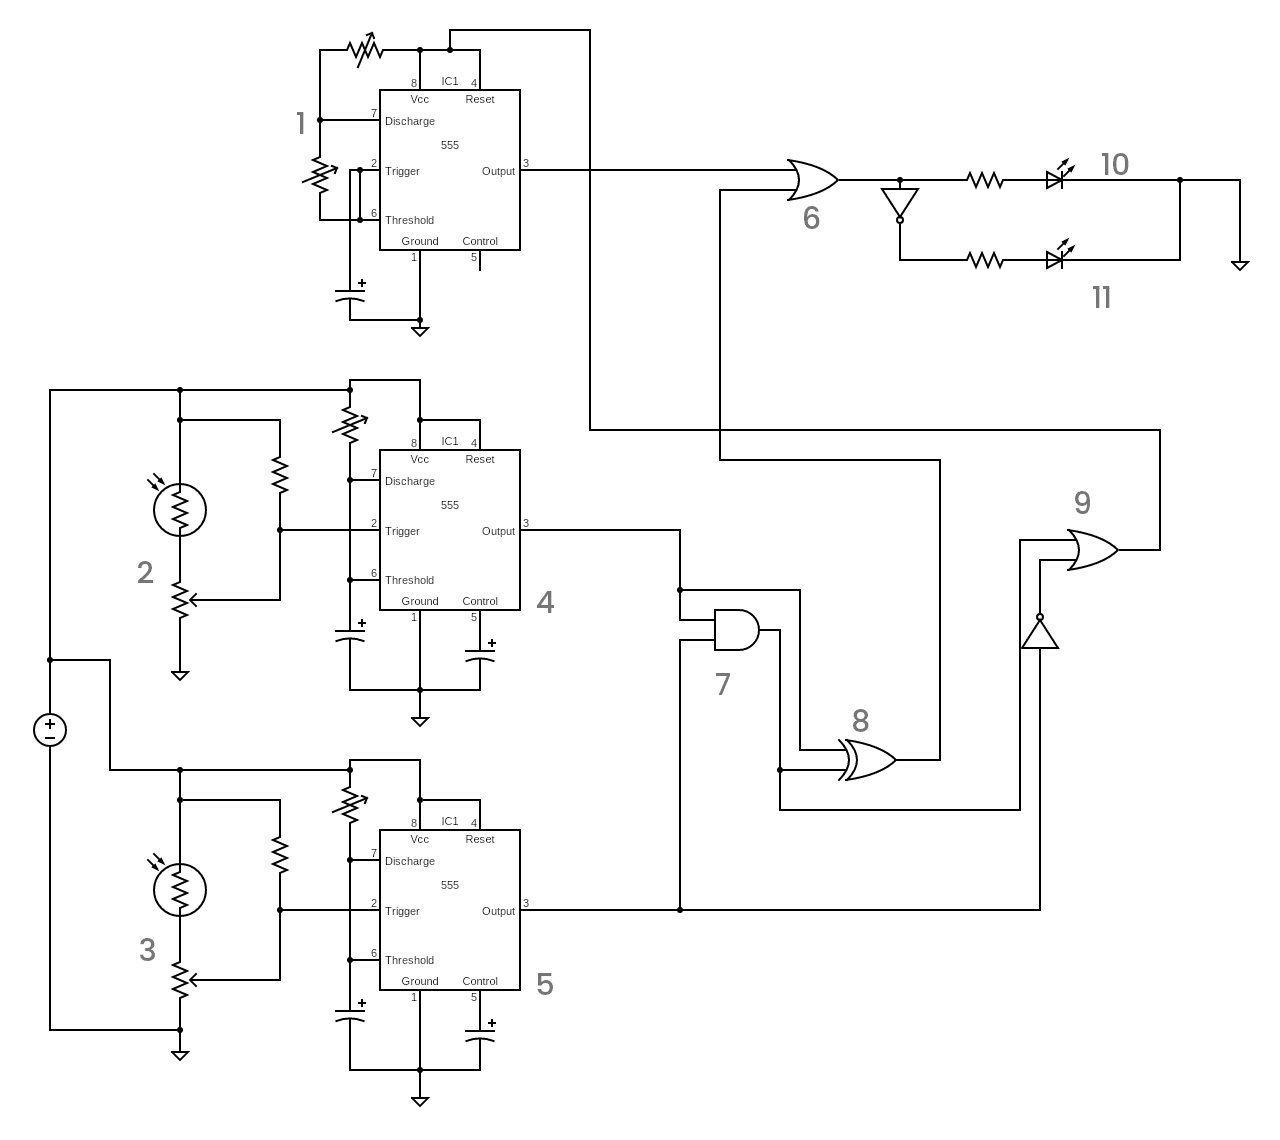 8 IC1 4
Vcc Reset
1
7 Discharge
555
2 Trigger Output 3
6 Threshold
Ground Control
1 5
10
6
11
8 IC1 4
Vcc Reset
7 Discharge
555
2 Trigger Output 3
2
6 Threshold
Ground Control
1 5
4
9
7
8
8 IC1 4
Vcc Reset
7 Discharge
555
2 Trigger Output 3
3
6 Threshold
Ground Control
1 5
5